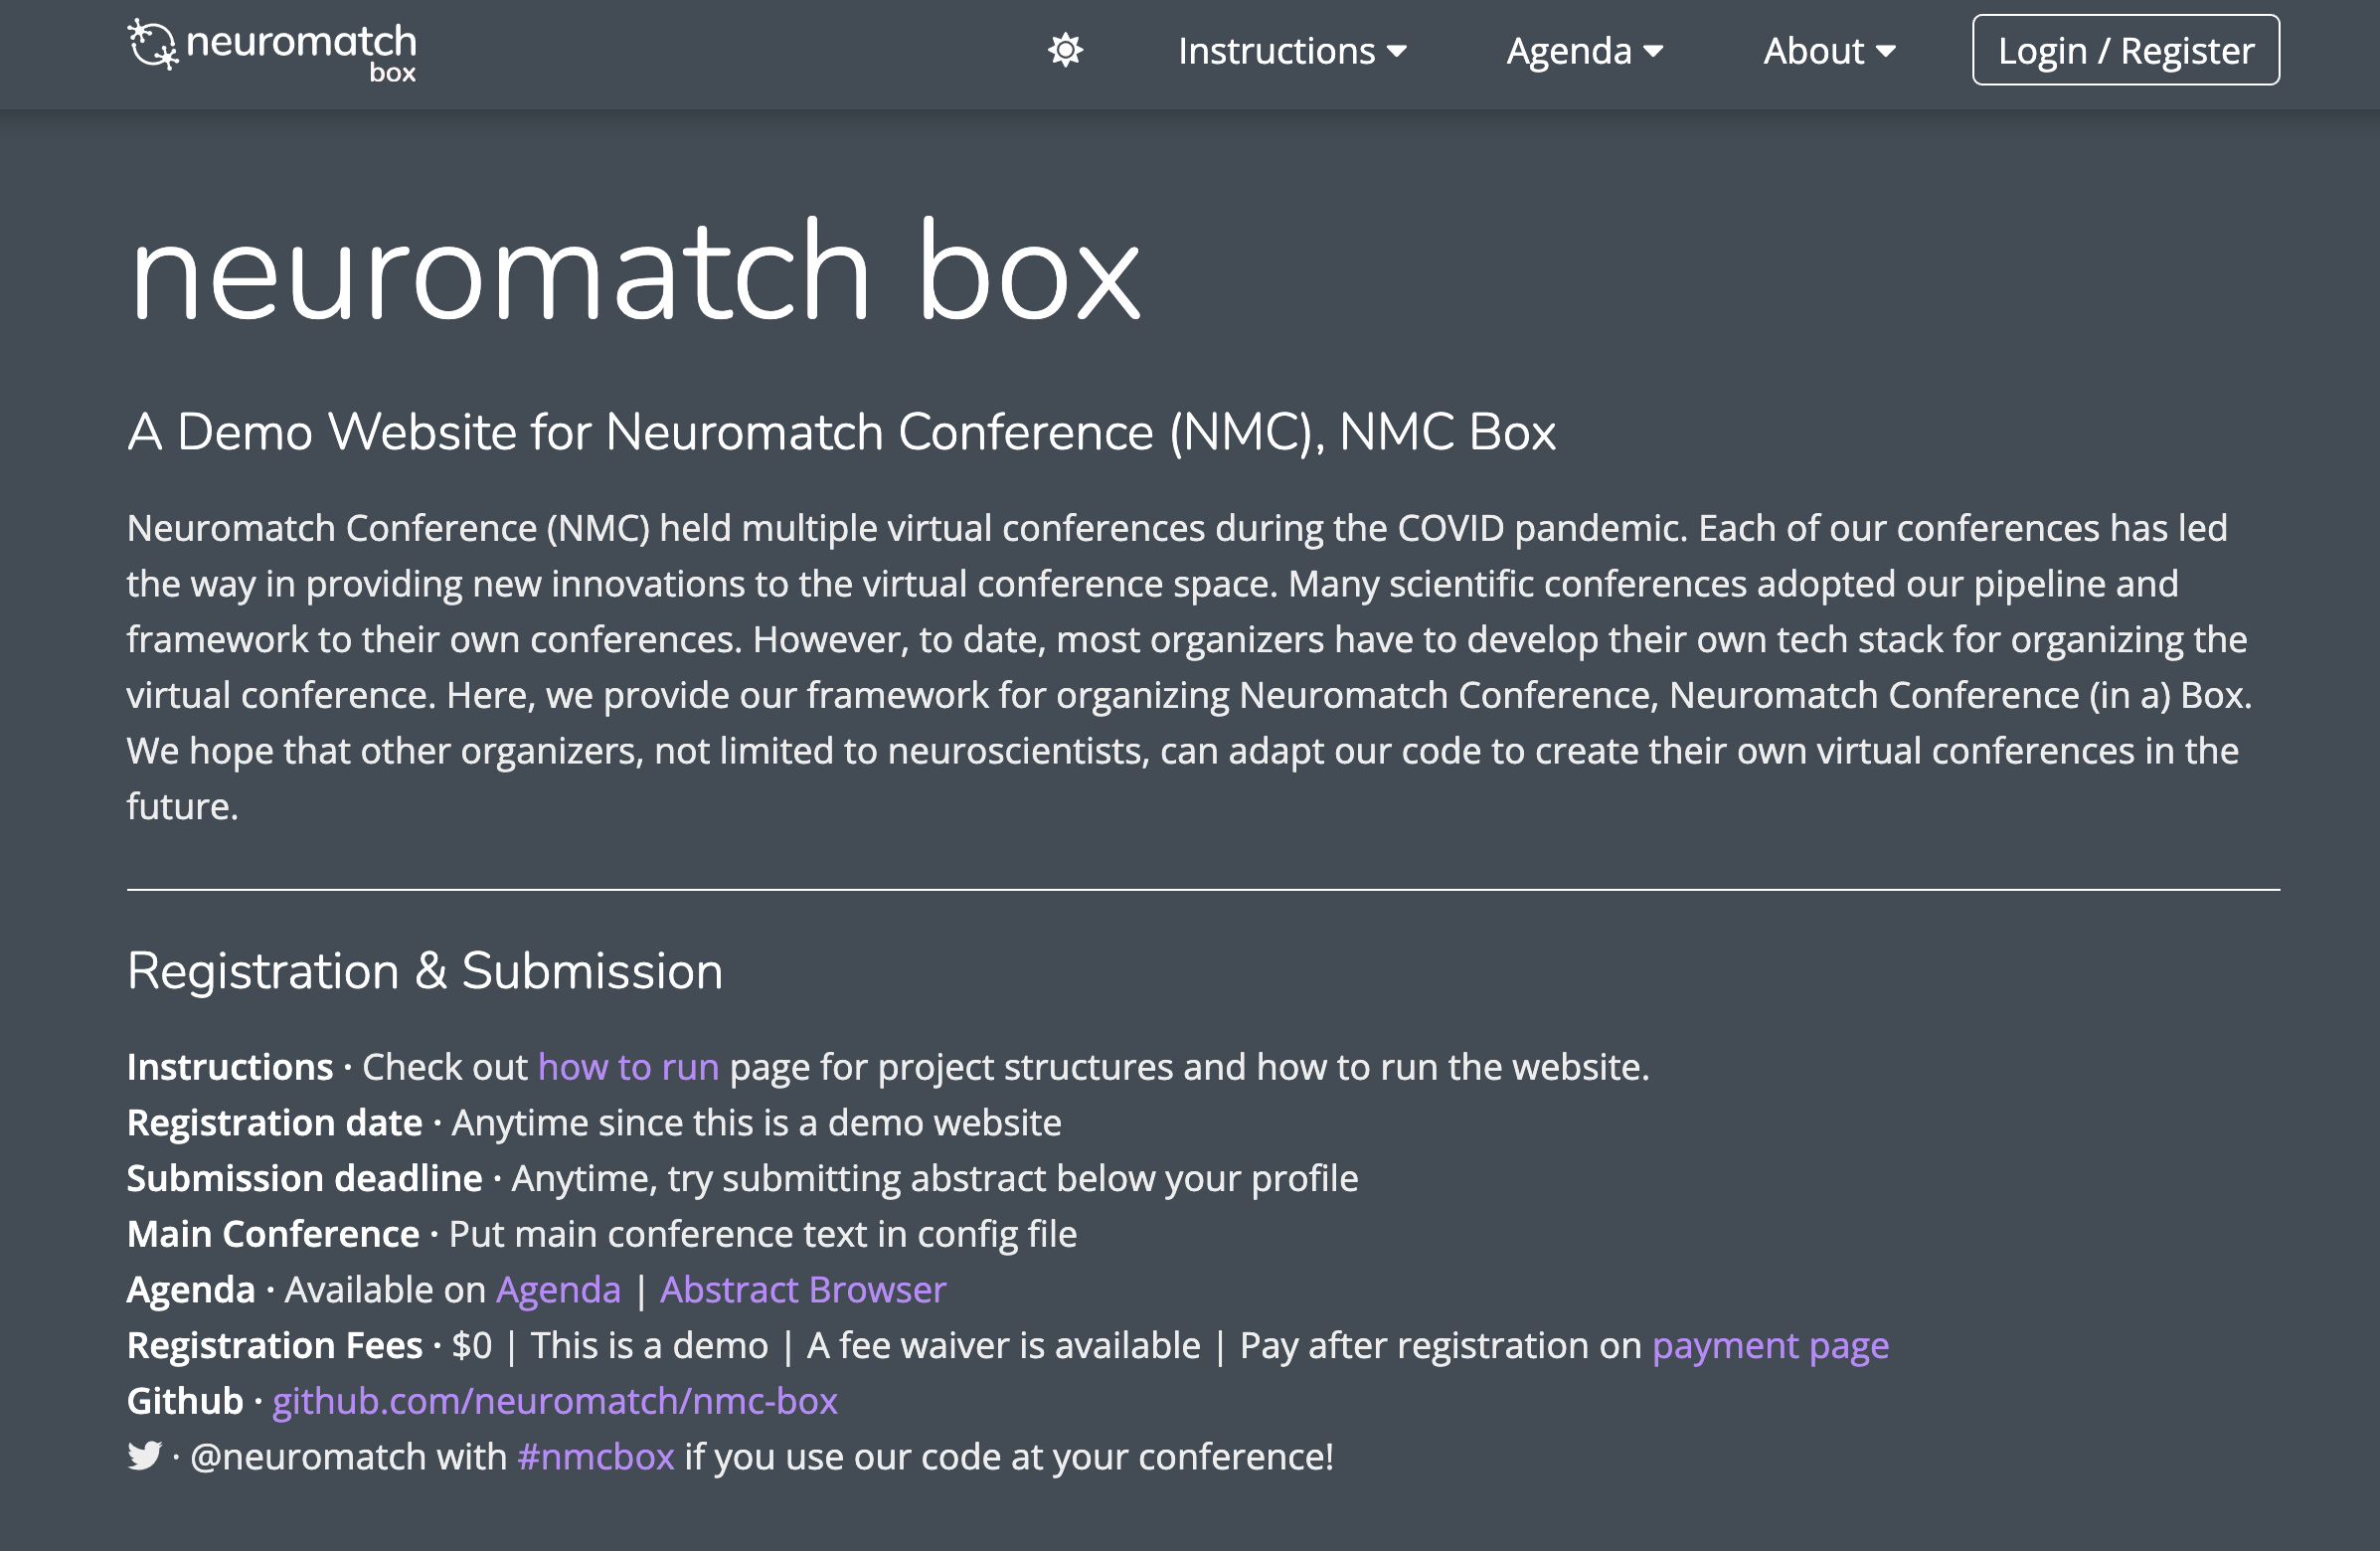 neuromatch
box
Instructions
Agenda
About
Login / Register
neuromatch box
A Demo Website for Neuromatch Conference (NMC), NMC Box
Neuromatch Conference (NMC) held multiple virtual conferences during the COVID pandemic. Each of our conferences has led
the way in providing new innovations to the virtual conference space. Many scientific conferences adopted our pipeline and
framework to their own conferences. However, to date, most organizers have to develop their own tech stack for organizing the
virtual conference. Here, we provide our framework for organizing Neuromatch Conference, Neuromatch Conference (in a) Box.
We hope that other organizers, not limited to neuroscientists, can adapt our code to create their own virtual conferences in the
future.
Registration & Submission
Instructions · Check out how to run page for project structures and how to run the website.
Registration date · Anytime since this is a demo website
Submission deadline · Anytime, try submitting abstract below your profile
Main Conference · Put main conference text in config file
Agenda · Available on Agenda | Abstract Browser
Registration Fees · $0 | This is a demo | A fee waiver is available | Pay after registration on payment page
Github · github.com/neuromatch/nmc-box
· @neuromatch with #nmcbox if you use our code at your conference!